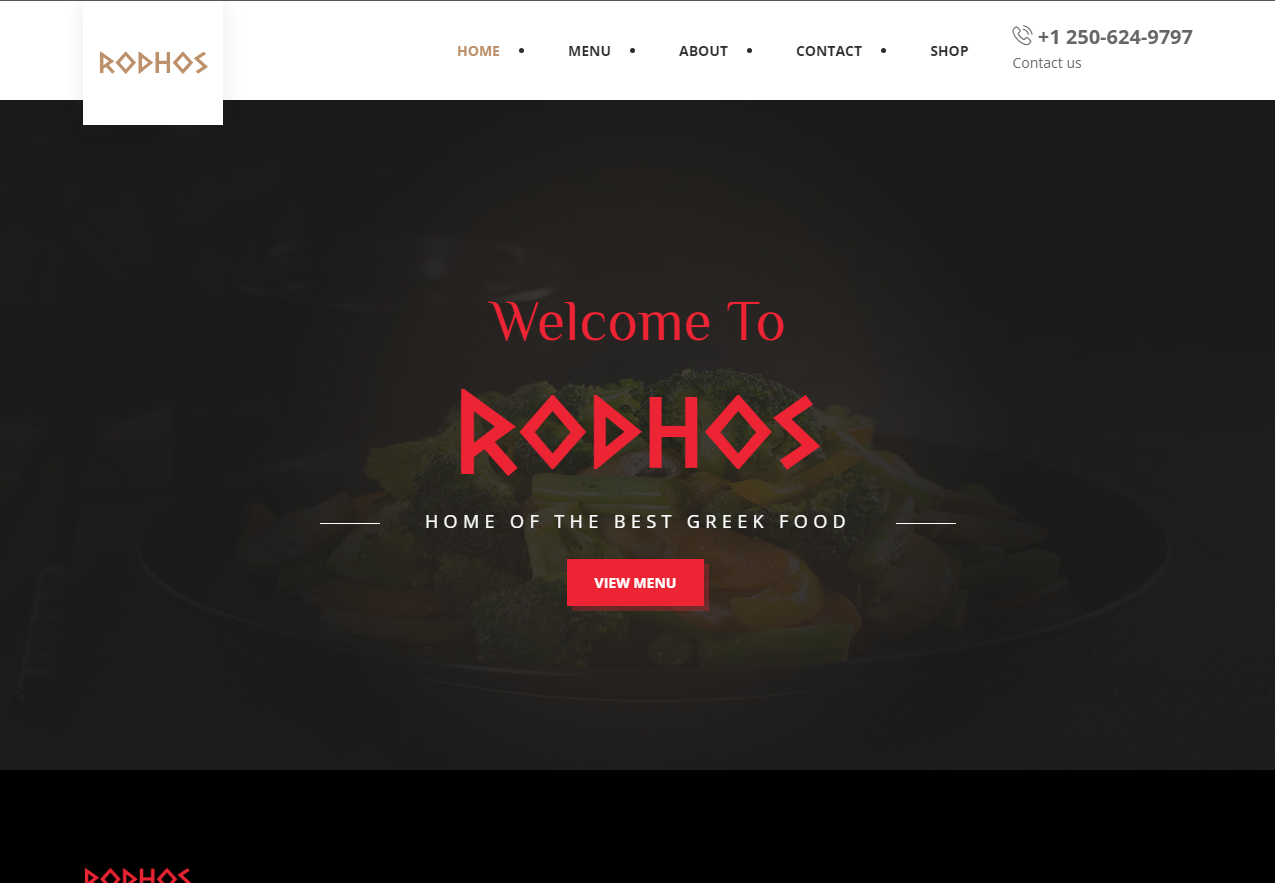 RODHOS
HOME
MENU
ABOUT
CONTACT
SHOP
+1 250-624-9797
Contact us
Welcome To
RODHOS
HOME OF THE BEST GREEK FOOD
VIEW MENU
RODHOS